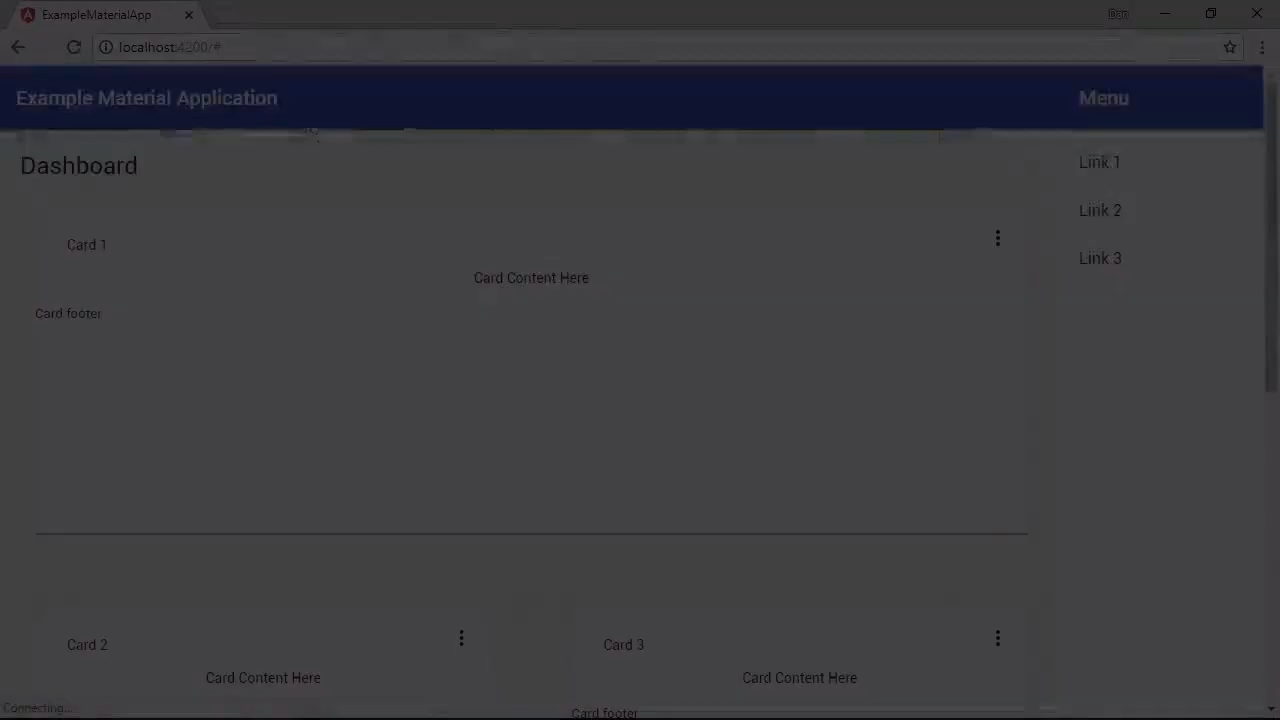 ExampleMaterialApp
Dan
localhost:4200/#
Example Material Application
Menu
Dashboard
Link 1
Link 2
Link 3
Card 1
Card Content Here
Card footer
Card 2
Card Content Here
Card 3
Card Content Here
Card footer
Connecting...